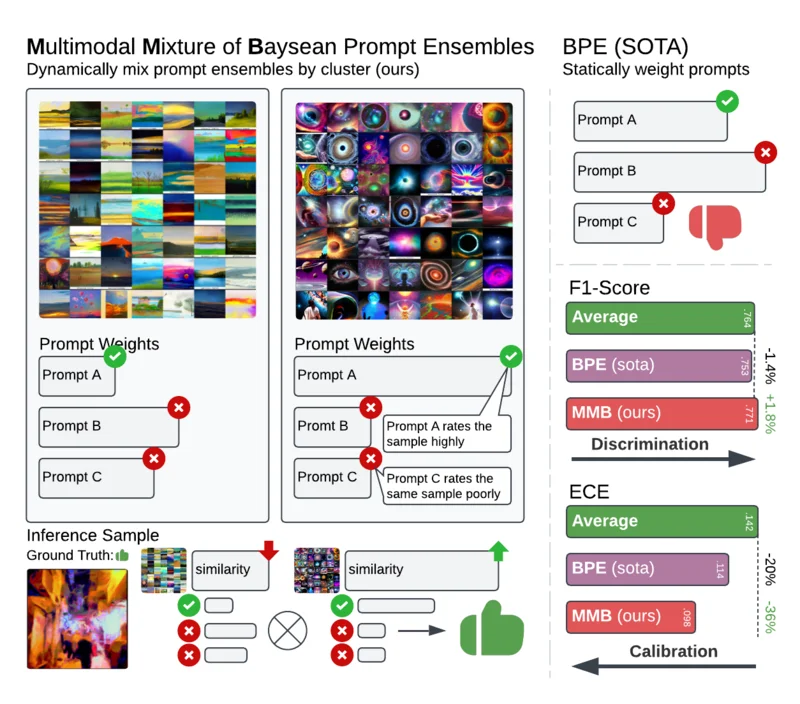 Multimodal Mixture of Baysean Prompt Ensembles
Dynamically mix prompt ensembles by cluster (ours)
Prompt Weights
Prompt A
Prompt B
Prompt C
Prompt Weights
Prompt A
Promt B
Prompt A rates the
sample highly
Prompt C
Prompt C rates the
same sample poorly
Inference Sample
Ground Truth:
similarity
similarity
BPE (SOTA)
Statically weight prompts
Prompt A
Prompt B
Prompt C
F1-Score
Average
.764
BPE (sota)
.753
MMB (ours)
.771
-1.4%
+1.8%
Discrimination
ECE
Average
.142
BPE (sota)
.114
MMB (ours)
.098
-20%
-36%
Calibration